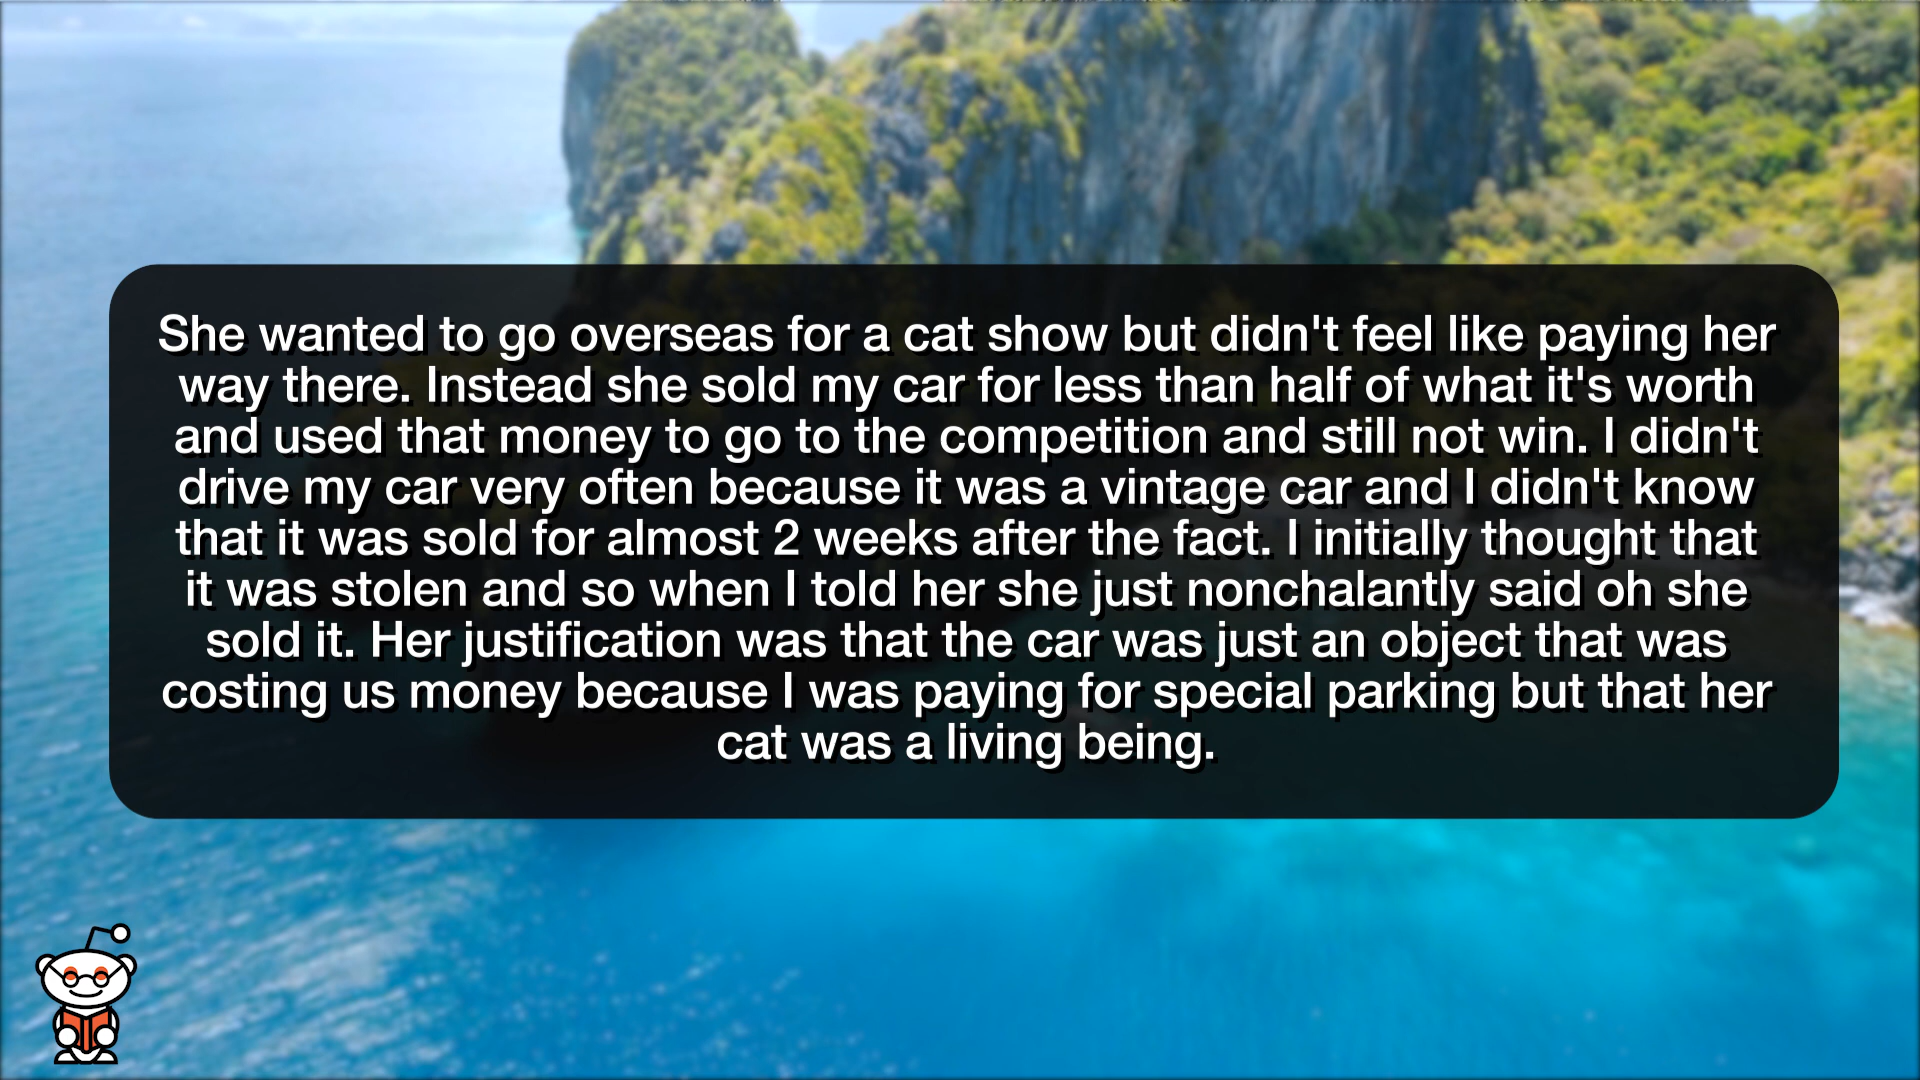 She wanted to go overseas for a cat show but didn't feel like paying her
way there. Instead she sold my car for less than half of what it's worth
and used that money to go to the competition and still not win. I didn't
drive my car very often because it was a vintage car and I didn't know
that it was sold for almost 2 weeks after the fact. I initially thought that
it was stolen and so when I told her she just nonchalantly said oh she
sold it. Her justification was that the car was just an object that was
costing us money because I was paying for special parking but that her
cat was a living being.